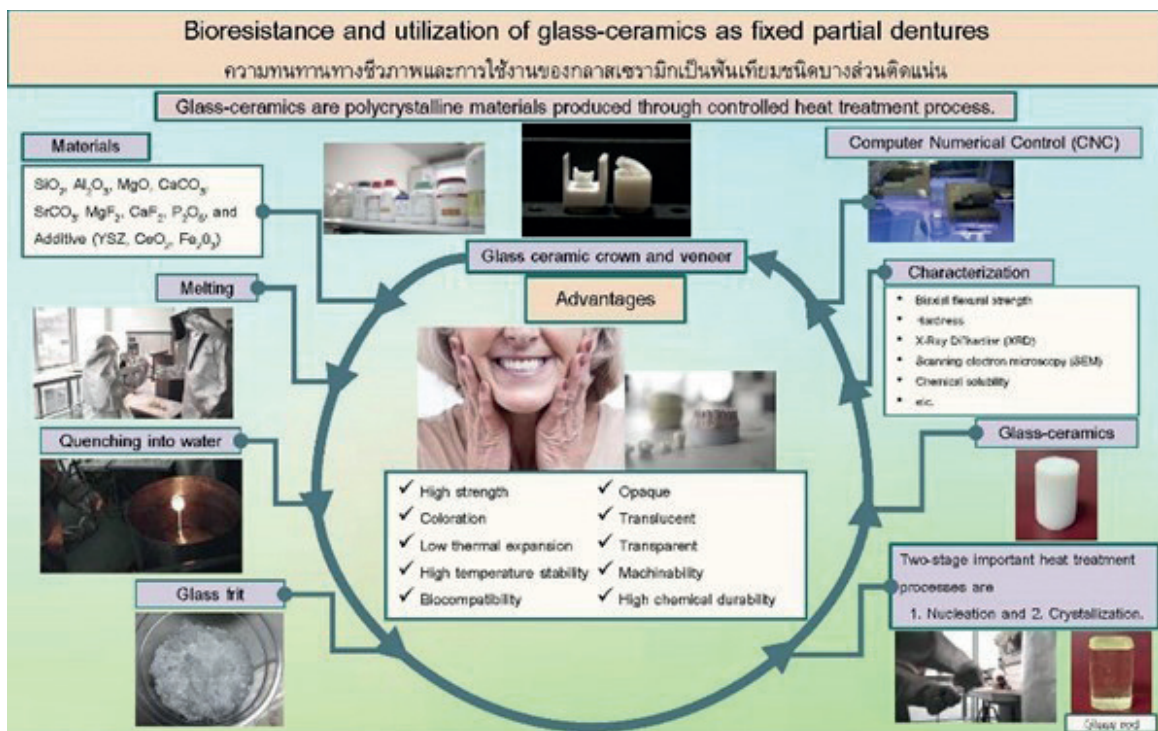 Bioresistance and utilization of glass-ceramics as fixed partial dentures
ความทนทานทางชีวภาพและการใช้งานของกลาสเซรามิกเป็นฟันเทียมชนิดบางส่วนติดแน่น
Glass-ceramics are polycrystalline materials produced through controlled heat treatment process.
Materials
SiO₂, Al₂O₃, MgO, CaCO₃,
SrCO₃, MgF₂, CaF₂, P₂O₅, and
Additive (YSZ, CeO₂, Fe₂O₃)
Melting
Quenching into water
Glass frit
Glass ceramic crown and veneer
Advantages
✓ High strength
✓ Coloration
✓ Low thermal expansion
✓ High temperature stability
✓ Biocompatibility
✓ Opaque
✓ Translucent
✓ Transparent
✓ Machinability
✓ High chemical durability
Computer Numerical Control (CNC)
Characterization
• Biaxial flexural strength
• Hardness
• X-Ray Diffraction (XRD)
• Scanning electron microscopy (SEM)
• Chemical solubility
• etc.
Glass-ceramics
Two-stage important heat treatment
processes are
1. Nucleation and 2. Crystallization.
Glass rod